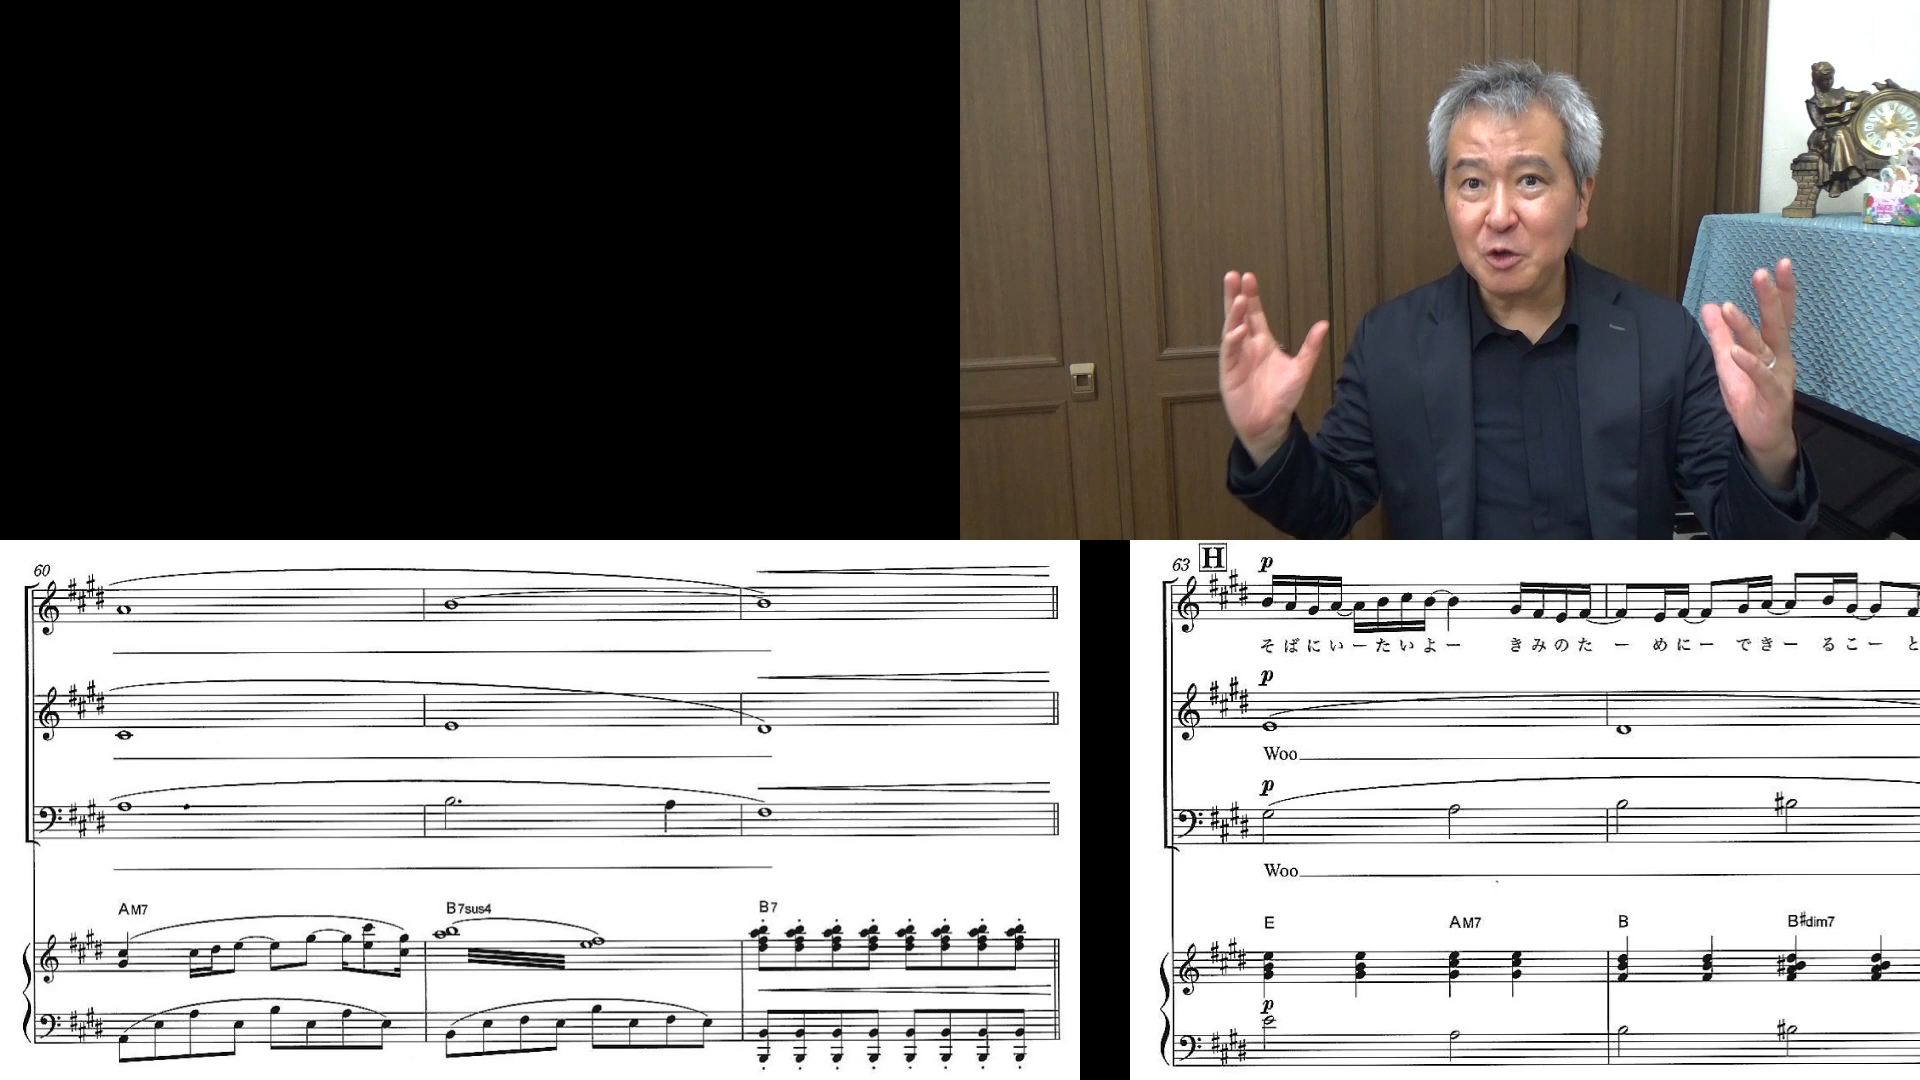 60
AM7 B7sus4 B7
63 H p
そばにいーたいよー きみのた ー めにー できー るこー と
p
Woo
p
Woo
E AM7 B B#dim7
p